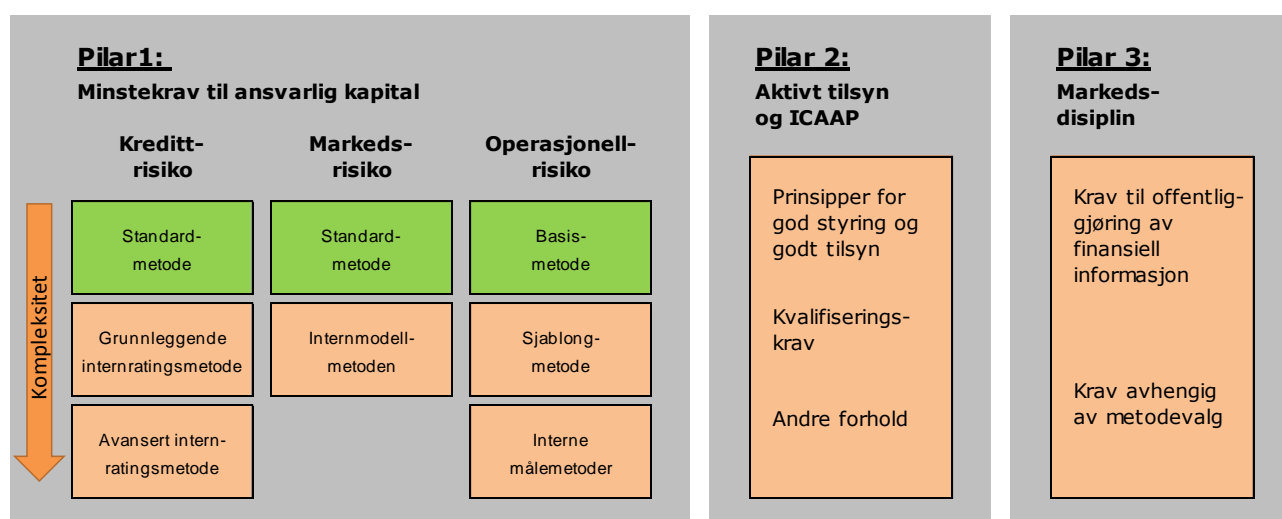 Pilar1:
Minstekrav til ansvarlig kapital
Kreditt-
risiko
Markeds-
risiko
Operasjonell-
risiko
Kompleksitet
Standard-
metode
Standard-
metode
Basis-
metode
Grunnleggende
internratingsmetode
Internmodell-
metoden
Sjablong-
metode
Avansert intern-
ratingsmetode
Interne
målemetoder
Pilar 2:
Aktivt tilsyn
og ICAAP
Prinsipper for
god styring og
godt tilsyn
Kvalifiserings-
krav
Andre forhold
Pilar 3:
Markeds-
disiplin
Krav til offentlig-
gjøring av
finansiell
informasjon
Krav avhengig
av metodevalg